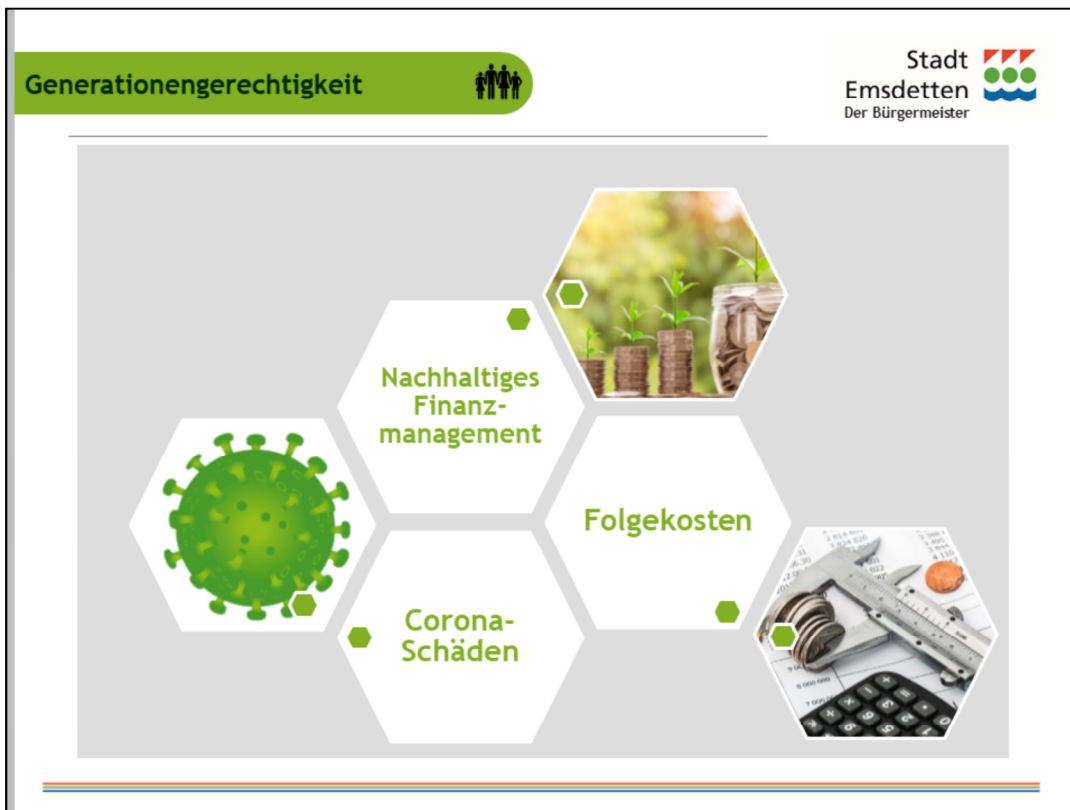 Generationengerechtigkeit
Stadt
Emsdetten
Der Bürgermeister
Nachhaltiges
Finanz-
management
Folgekosten
Corona-
Schäden